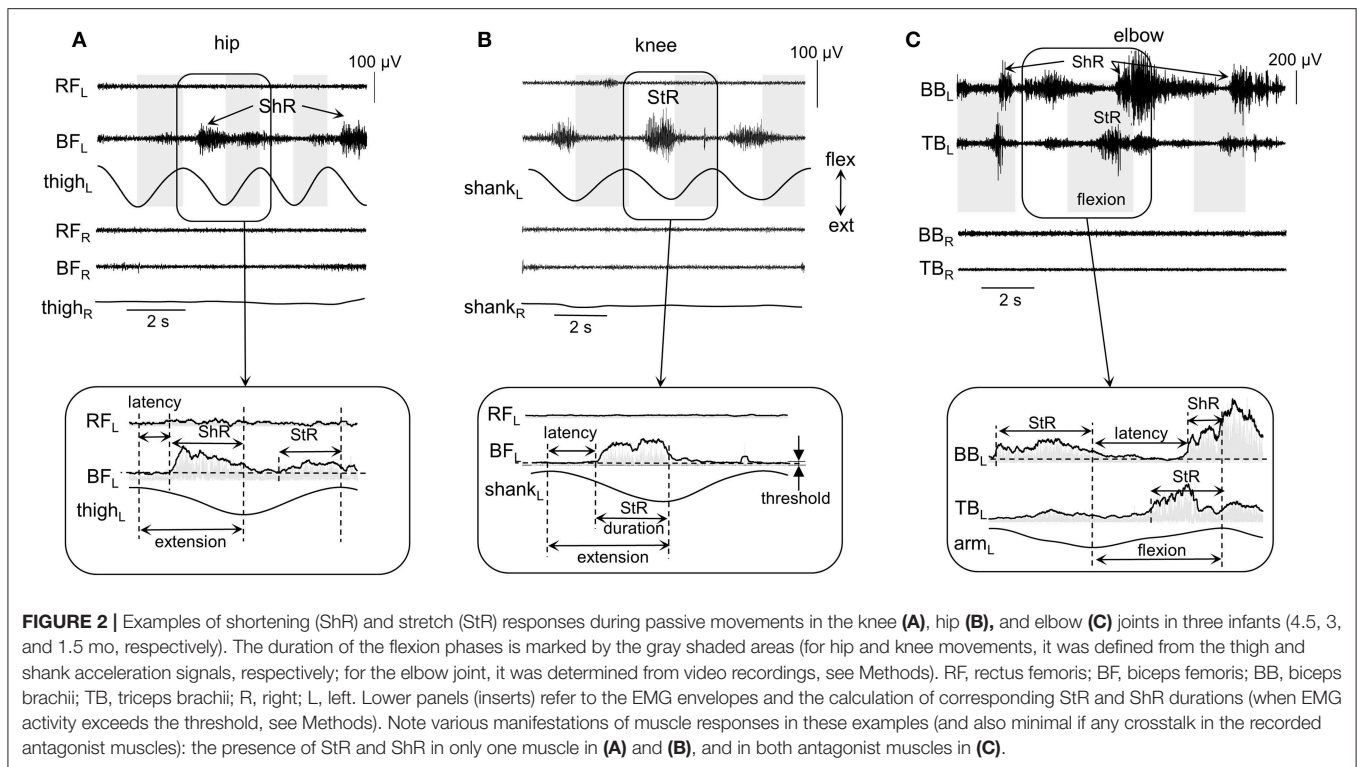 A
hip
100 µV
RF_L
ShR
BF_L
thigh_L
RF_R
BF_R
thigh_R
2 s
latency
RF_L
ShR
StR
BF_L
thigh_L
extension
B
knee
100 µV
StR
flex
shank_L
ext
shank_R
2 s
RF_L
latency
BF_L
shank_L
threshold
StR
duration
extension
C
elbow
ShR
200 µV
BB_L
StR
TB_L
flexion
BB_R
TB_R
2 s
ShR
StR
latency
BB_L
StR
TB_L
arm_L
flexion
FIGURE 2 | Examples of shortening (ShR) and stretch (StR) responses during passive movements in the knee (A), hip (B), and elbow (C) joints in three infants (4.5, 3,
and 1.5 mo, respectively). The duration of the flexion phases is marked by the gray shaded areas (for hip and knee movements, it was defined from the thigh and
shank acceleration signals, respectively; for the elbow joint, it was determined from video recordings, see Methods). RF, rectus femoris; BF, biceps femoris; BB, biceps
brachii; TB, triceps brachii; R, right; L, left. Lower panels (inserts) refer to the EMG envelopes and the calculation of corresponding StR and ShR durations (when EMG
activity exceeds the threshold, see Methods). Note various manifestations of muscle responses in these examples (and also minimal if any crosstalk in the recorded
antagonist muscles): the presence of StR and ShR in only one muscle in (A) and (B), and in both antagonist muscles in (C).